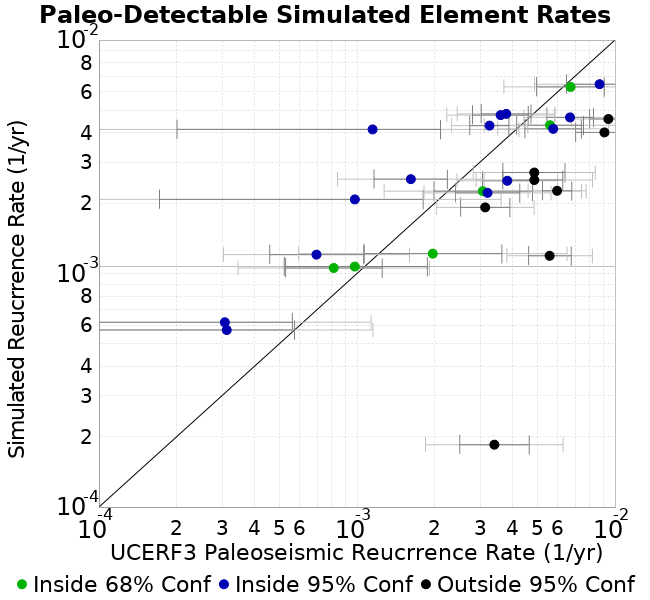 Paleo-Detectable Simulated Element Rates
Simulated Reucrrence Rate (1/yr)
10-2
8
6
4
3
2
10-3
8
6
4
3
2
10-4
10-4 2 3 4 5 6 10-3 2 3 4 5 6 10-2
UCERF3 Paleoseismic Reucrrence Rate (1/yr)
Inside 68% Conf Inside 95% Conf Outside 95% Conf